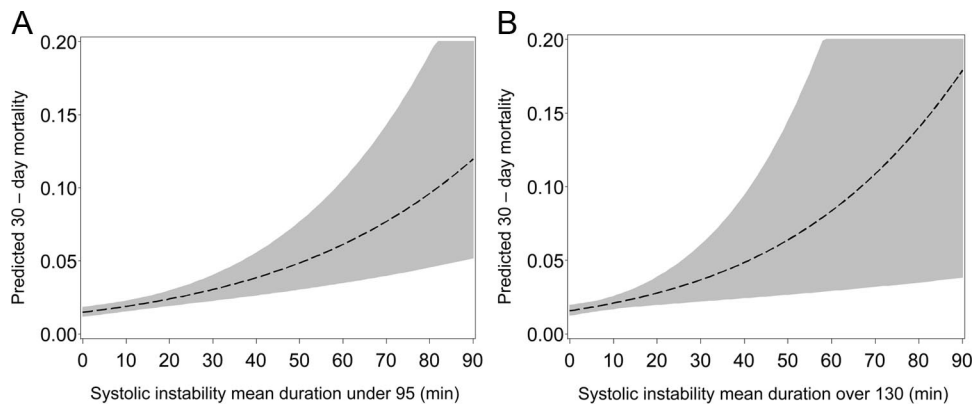 A
Predicted 30 – day mortality
0.20
0.15
0.10
0.05
0.00
0 10 20 30 40 50 60 70 80 90
Systolic instability mean duration under 95 (min)
B
Predicted 30 – day mortality
0.20
0.15
0.10
0.05
0.00
0 10 20 30 40 50 60 70 80 90
Systolic instability mean duration over 130 (min)